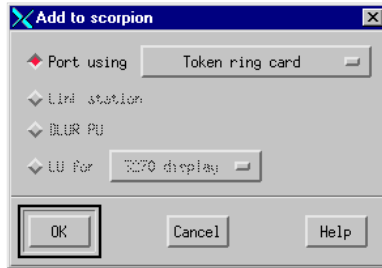 Add to scorpion
Port using Token ring card
Link station
DLUR PU
LU for 3270 display
OK Cancel Help